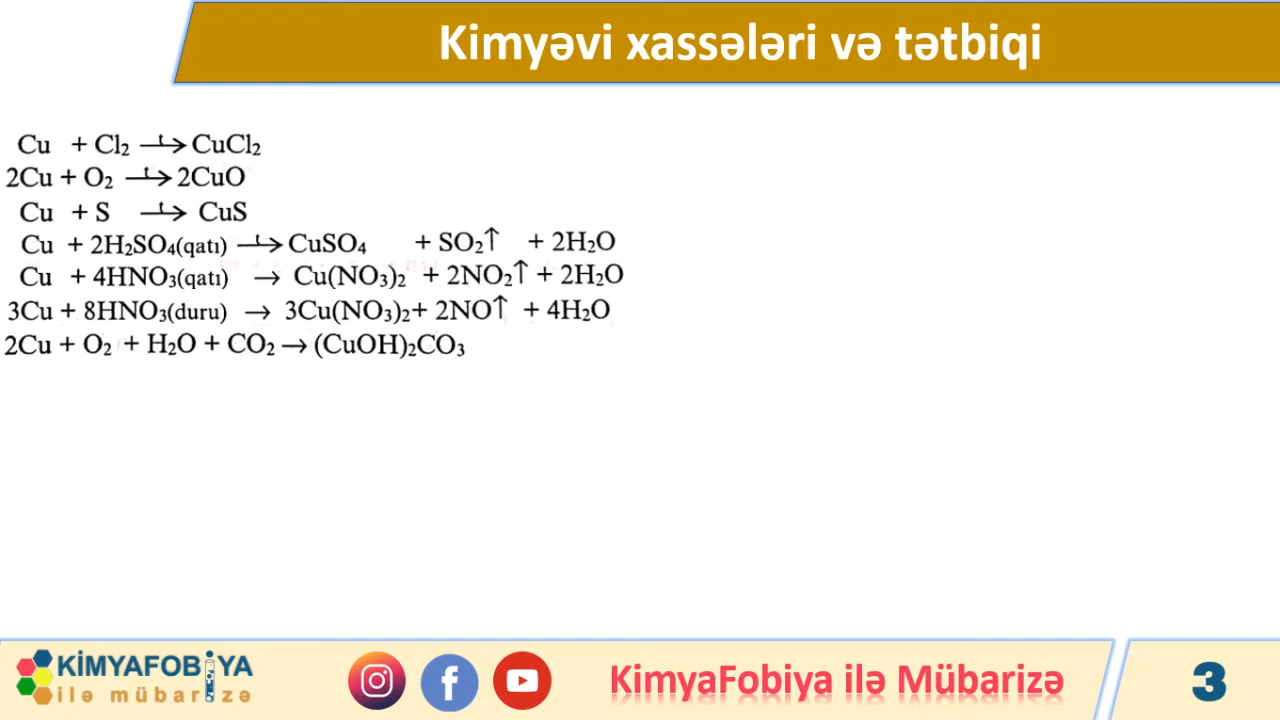 Kimyəvi xassələri və tətbiqi
Cu + Cl₂ —t→ CuCl₂
2Cu + O₂ —t→ 2CuO
Cu + S —t→ CuS
Cu + 2H₂SO₄(qatı) —t→ CuSO₄ + SO₂↑ + 2H₂O
Cu + 4HNO₃(qatı) → Cu(NO₃)₂ + 2NO₂↑ + 2H₂O
3Cu + 8HNO₃(duru) → 3Cu(NO₃)₂ + 2NO↑ + 4H₂O
2Cu + O₂ + H₂O + CO₂ → (CuOH)₂CO₃
KİMYAFOBİYA
ilə mübarizə
KimyaFobiya ilə Mübarizə
3